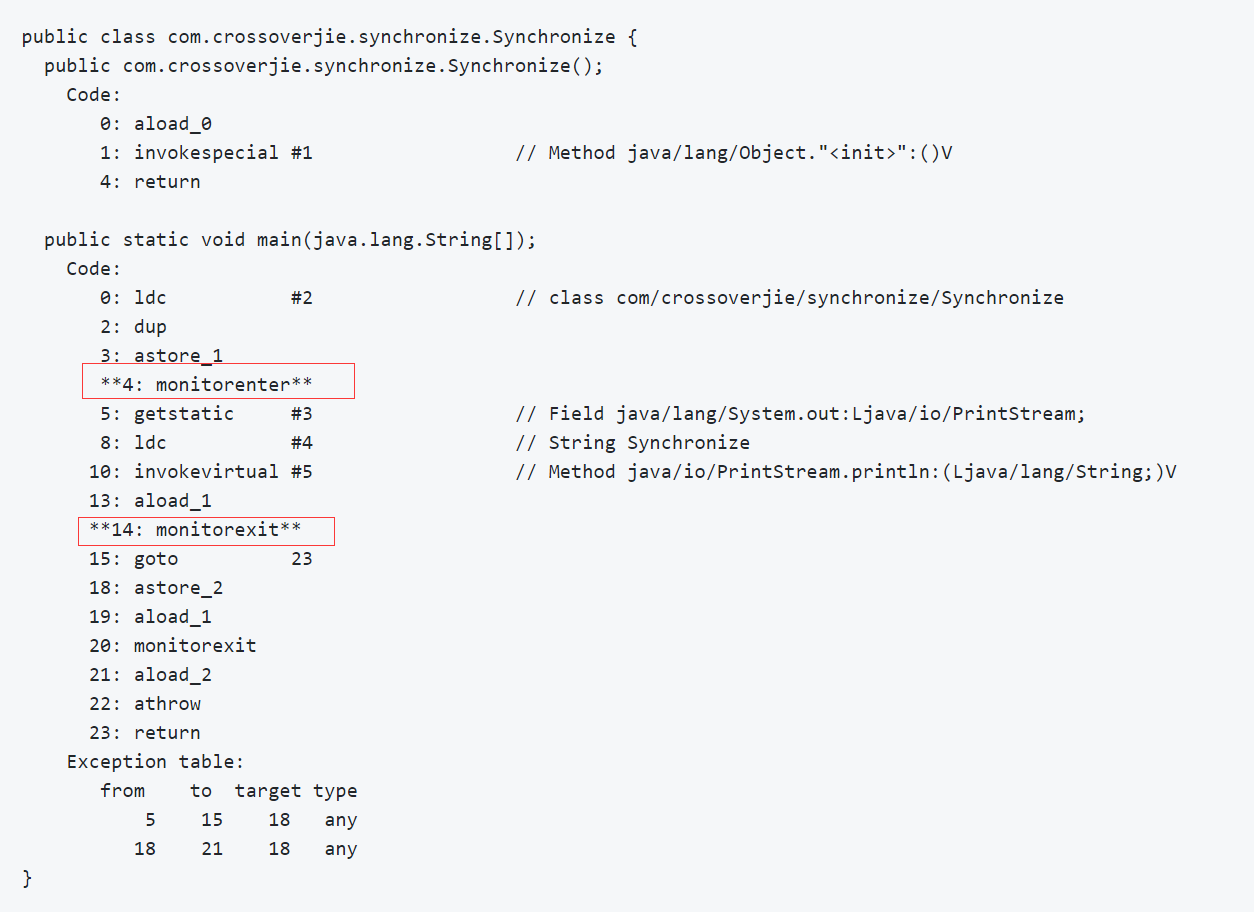 public class com.crossoverjie.synchronize.Synchronize {
  public com.crossoverjie.synchronize.Synchronize();
    Code:
       0: aload_0
       1: invokespecial #1                  // Method java/lang/Object."<init>":()V
       4: return

  public static void main(java.lang.String[]);
    Code:
       0: ldc           #2                  // class com/crossoverjie/synchronize/Synchronize
       2: dup
       3: astore_1
       **4: monitorenter**
       5: getstatic     #3                  // Field java/lang/System.out:Ljava/io/PrintStream;
       8: ldc           #4                  // String Synchronize
      10: invokevirtual #5                  // Method java/io/PrintStream.println:(Ljava/lang/String;)V
      13: aload_1
      **14: monitorexit**
      15: goto          23
      18: astore_2
      19: aload_1
      20: monitorexit
      21: aload_2
      22: athrow
      23: return
    Exception table:
       from    to  target type
           5    15    18   any
          18    21    18   any
}